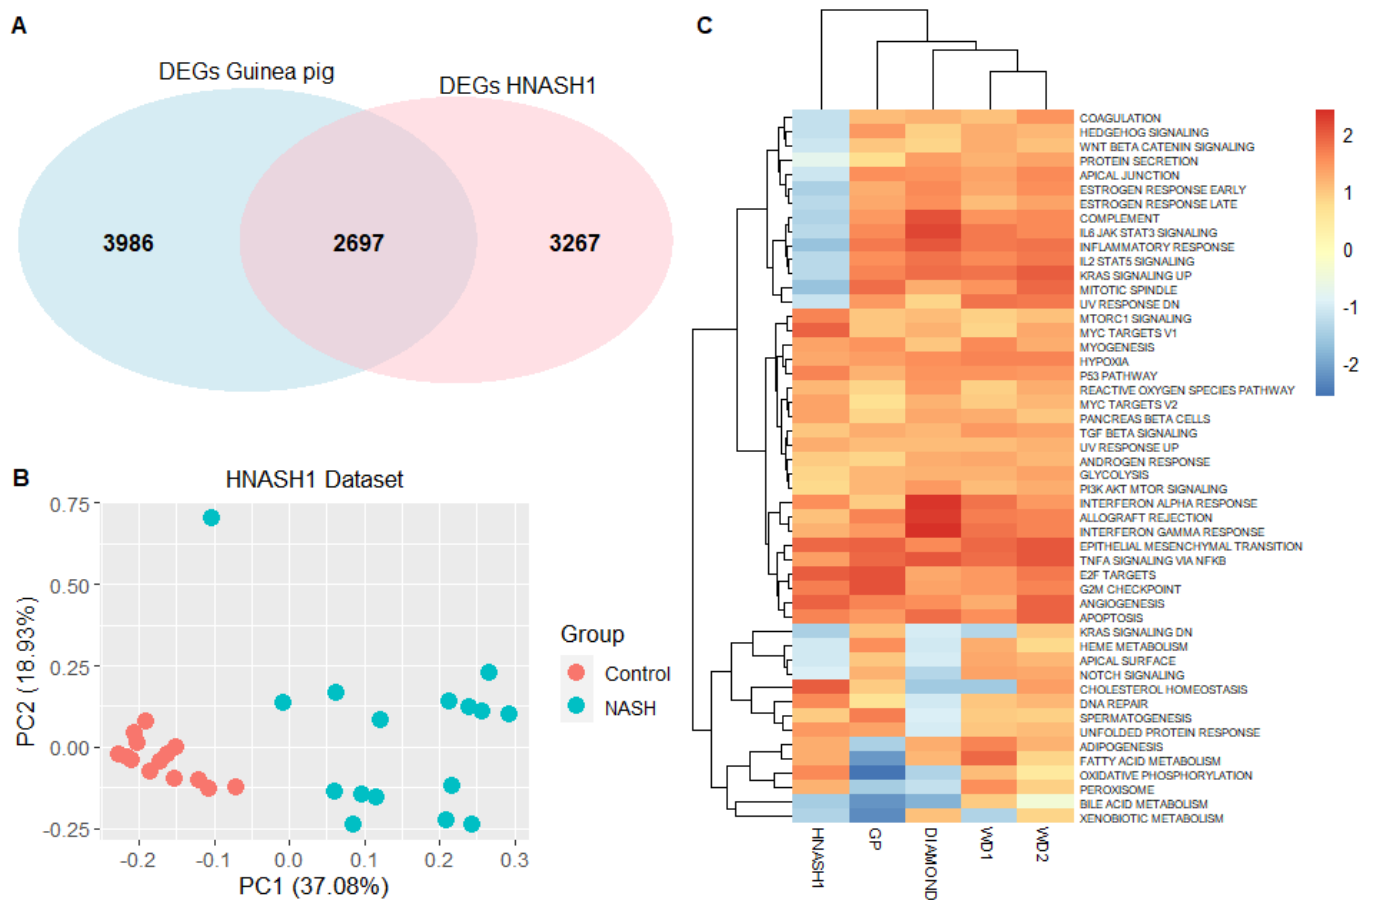 A
DEGs Guinea pig
DEGs HNASH1
3986
2697
3267
B
HNASH1 Dataset
0.75
0.50
0.25
0.00
-0.25
PC2 (18.93%)
-0.2
-0.1
0.0
0.1
0.2
0.3
PC1 (37.08%)
Group
Control
NASH
C
COAGULATION
HEDGEHOG SIGNALING
WNT BETA CATENIN SIGNALING
PROTEIN SECRETION
APICAL JUNCTION
ESTROGEN RESPONSE EARLY
ESTROGEN RESPONSE LATE
COMPLEMENT
IL6 JAK STAT3 SIGNALING
INFLAMMATORY RESPONSE
IL2 STAT5 SIGNALING
KRAS SIGNALING UP
MITOTIC SPINDLE
UV RESPONSE DN
MTORC1 SIGNALING
MYC TARGETS V1
MYOGENESIS
HYPOXIA
P53 PATHWAY
REACTIVE OXYGEN SPECIES PATHWAY
MYC TARGETS V2
PANCREAS BETA CELLS
TGF BETA SIGNALING
UV RESPONSE UP
ANDROGEN RESPONSE
GLYCOLYSIS
PI3K AKT MTOR SIGNALING
INTERFERON ALPHA RESPONSE
ALLOGRAFT REJECTION
INTERFERON GAMMA RESPONSE
EPITHELIAL MESENCHYMAL TRANSITION
TNFA SIGNALING VIA NFKB
E2F TARGETS
G2M CHECKPOINT
ANGIOGENESIS
APOPTOSIS
KRAS SIGNALING DN
HEME METABOLISM
APICAL SURFACE
NOTCH SIGNALING
CHOLESTEROL HOMEOSTASIS
DNA REPAIR
SPERMATOGENESIS
UNFOLDED PROTEIN RESPONSE
ADIPOGENESIS
FATTY ACID METABOLISM
OXIDATIVE PHOSPHORYLATION
PEROXISOME
BILE ACID METABOLISM
XENOBIOTIC METABOLISM
HNASH1
GP
DIAMOND
WD1
WD2
2
1
0
-1
-2